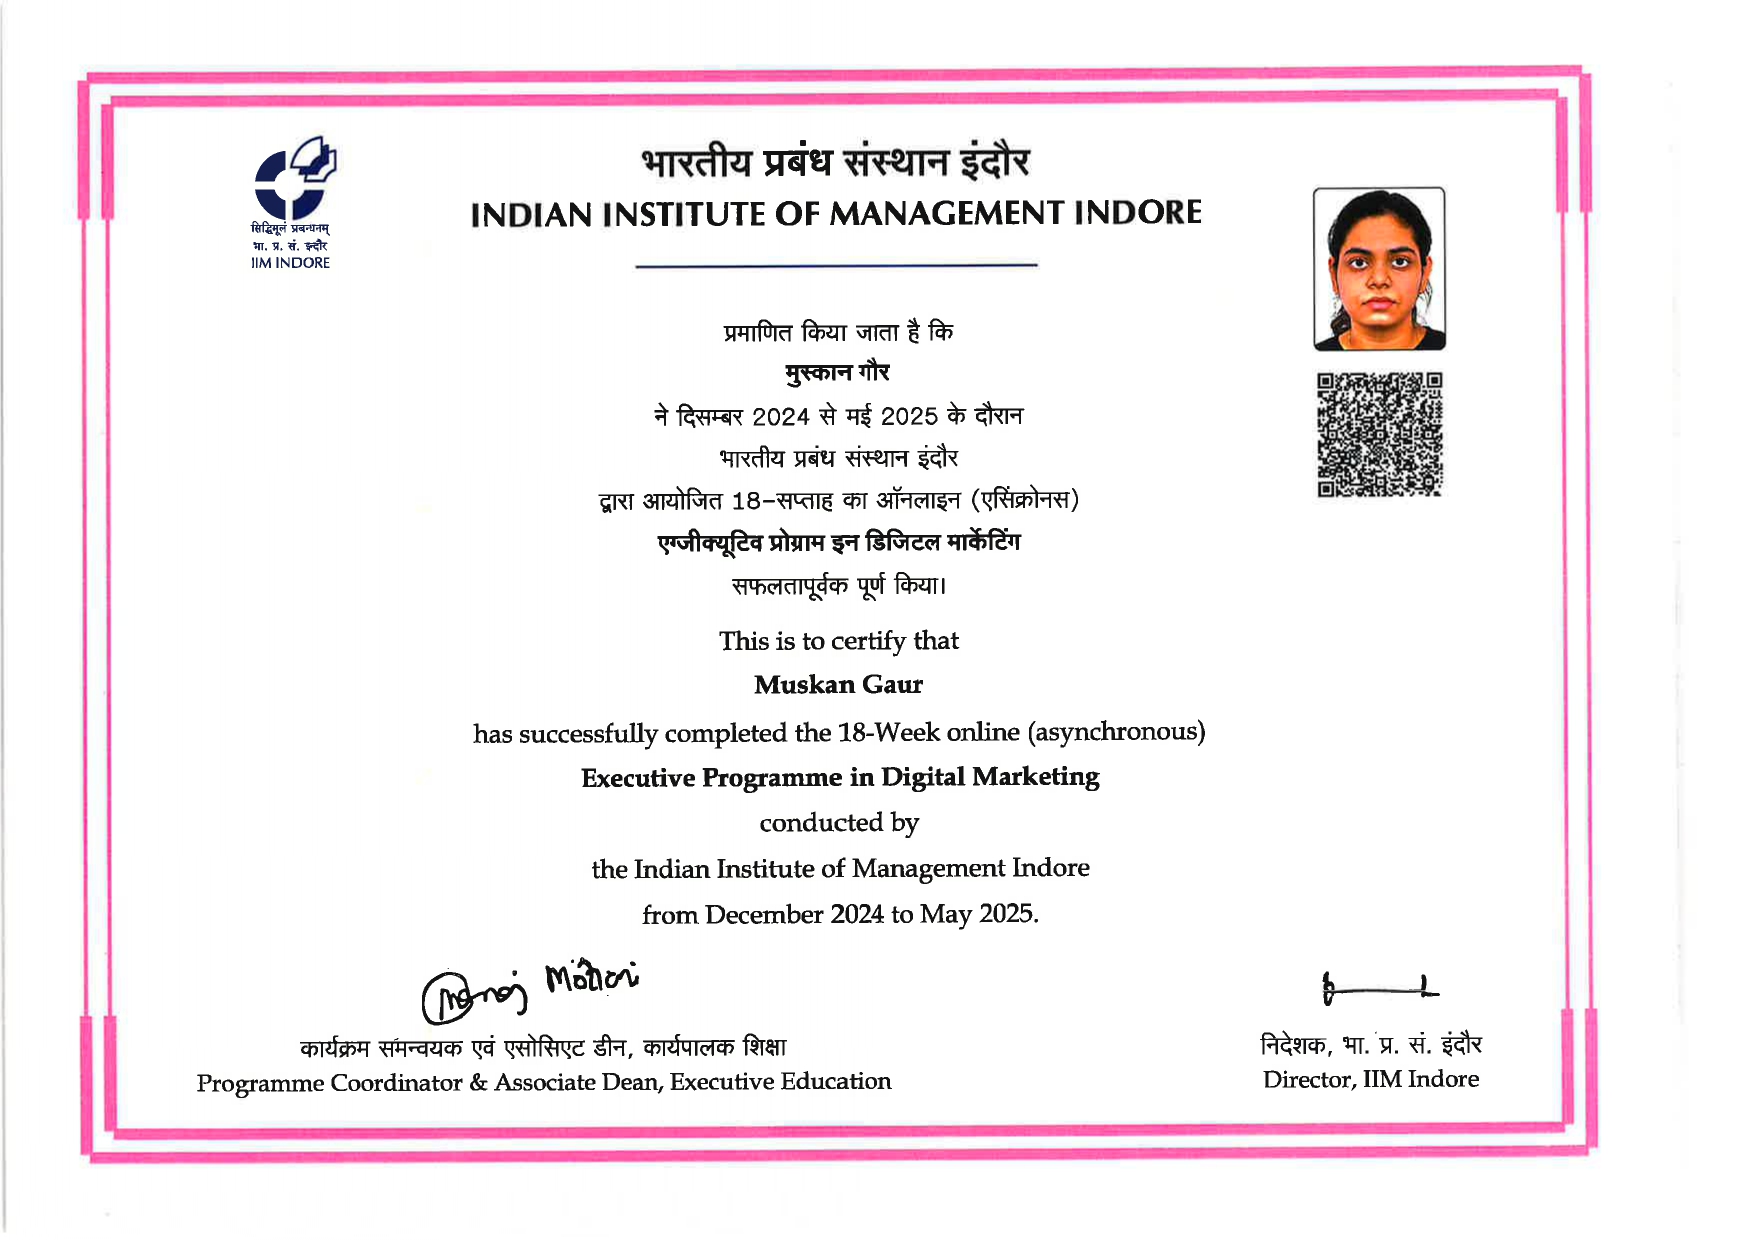 सिद्धिमूलं प्रबन्धनम्
भा. प्र. सं. इन्दौर
IIM INDORE
भारतीय प्रबंध संस्थान इंदौर
INDIAN INSTITUTE OF MANAGEMENT INDORE
प्रमाणित किया जाता है कि
मुस्कान गौर
ने दिसम्बर 2024 से मई 2025 के दौरान
भारतीय प्रबंध संस्थान इंदौर
द्वारा आयोजित 18-सप्ताह का ऑनलाइन (एसिंक्रोनस)
एग्जीक्यूटिव प्रोग्राम इन डिजिटल मार्केटिंग
सफलतापूर्वक पूर्ण किया।
This is to certify that
Muskan Gaur
has successfully completed the 18-Week online (asynchronous)
Executive Programme in Digital Marketing
conducted by
the Indian Institute of Management Indore
from December 2024 to May 2025.
कार्यक्रम समन्वयक एवं एसोसिएट डीन, कार्यपालक शिक्षा
Programme Coordinator & Associate Dean, Executive Education
निदेशक, भा. प्र. सं. इंदौर
Director, IIM Indore